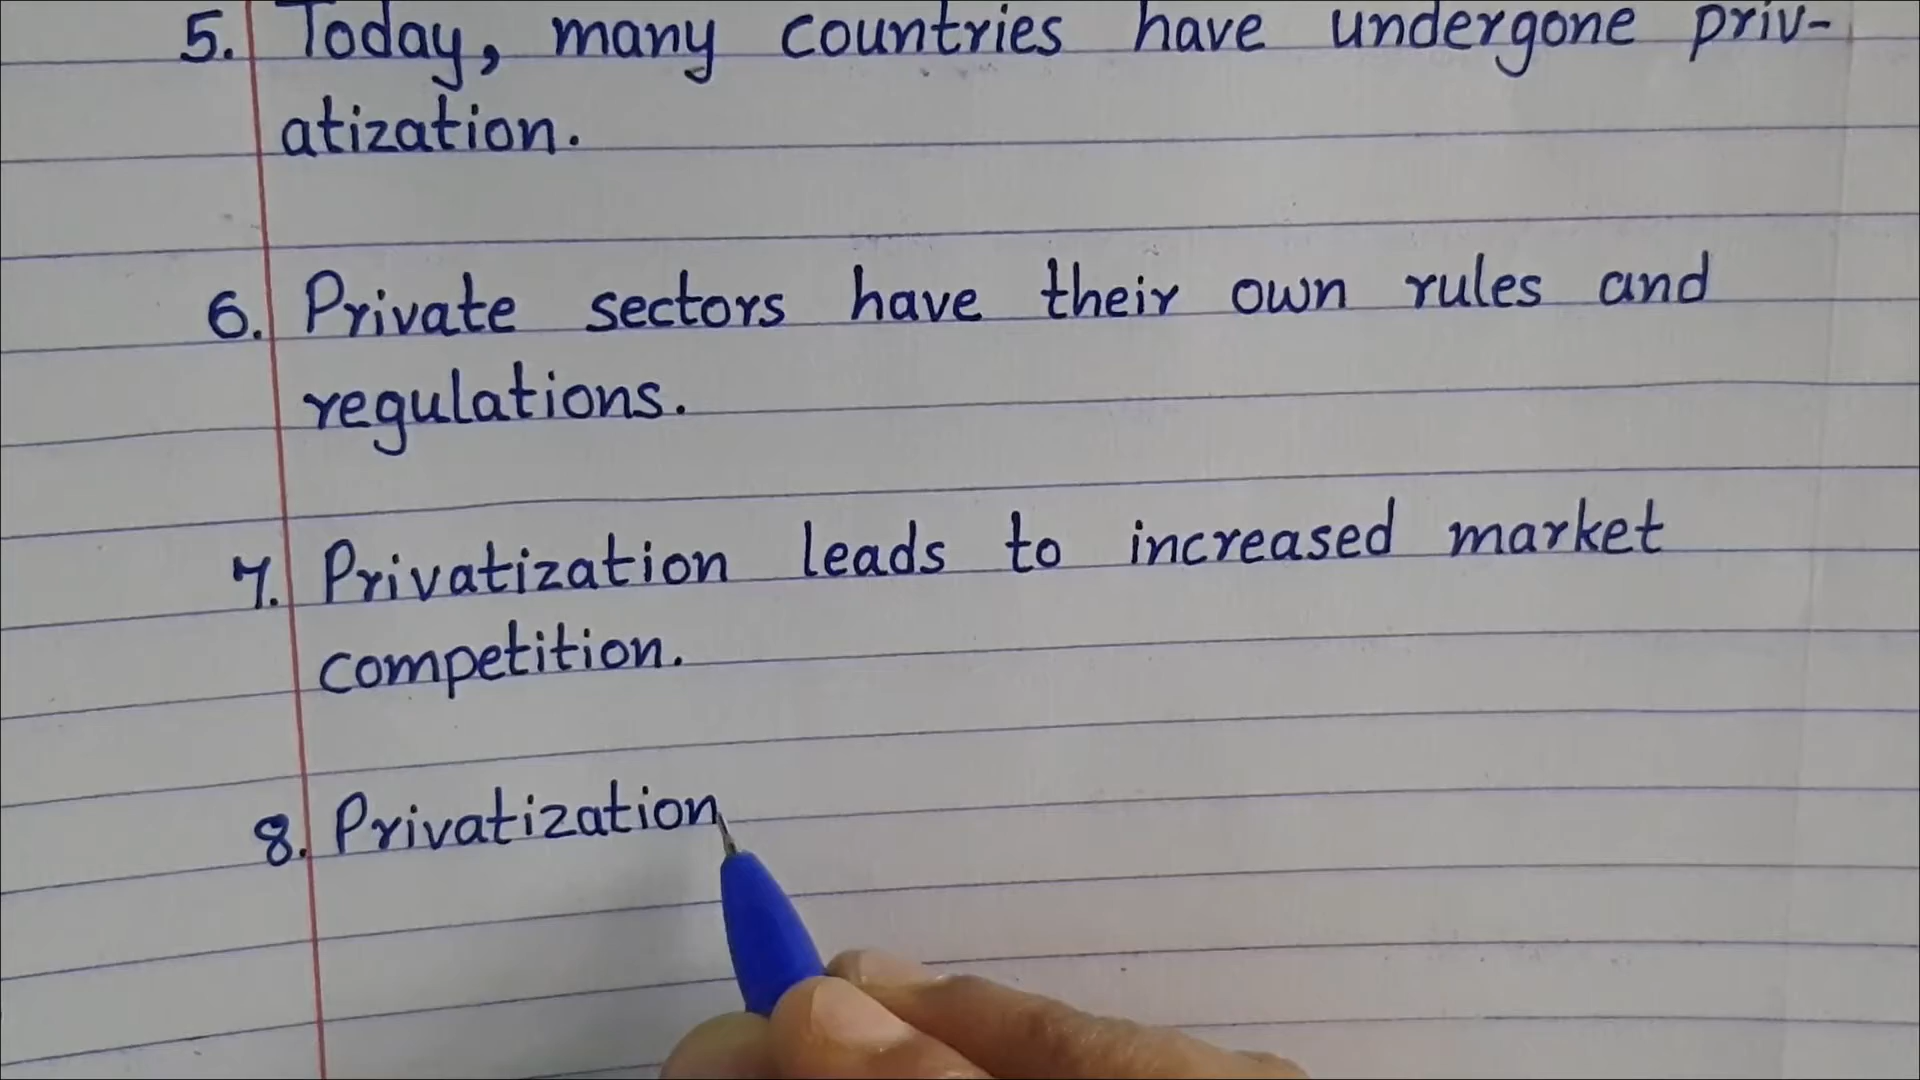 5. Today, many countries have undergone priv-
atization.
6. Private sectors have their own rules and
regulations.
7. Privatization leads to increased market
competition.
8. Privatization